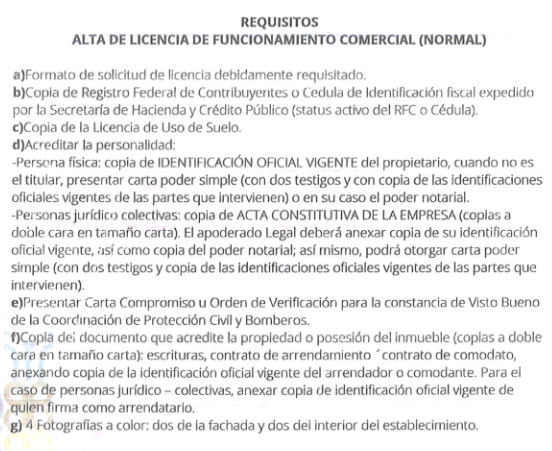 REQUISITOS
ALTA DE LICENCIA DE FUNCIONAMIENTO COMERCIAL (NORMAL)
a)Formato de solicitud de licencia debidamente requisitado.
b)Copia de Registro Federal de Contribuyentes o Cedula de Identificación fiscal expedido
por la Secretaría de Hacienda y Crédito Público (status activo del RFC o Cédula).
c)Copia de la Licencia de Uso de Suelo.
d)Acreditar la personalidad:
-Persona física: copia de IDENTIFICACIÓN OFICIAL VIGENTE del propietario, cuando no es
el titular, presentar carta poder simple (con dos testigos y con copia de las identificaciones
oficiales vigentes de las partes que intervienen) o en su caso el poder notarial.
-Personas jurídico colectivas: copia de ACTA CONSTITUTIVA DE LA EMPRESA (copias a
doble cara en tamaño carta). El apoderado Legal deberá anexar copia de su identificación
oficial vigente, así como copia del poder notarial; así mismo, podrá otorgar carta poder
simple (con dos testigos y copia de las identificaciones oficiales vigentes de las partes que
intervienen).
e)Presentar Carta Compromiso u Orden de Verificación para la constancia de Visto Bueno
de la Coordinación de Protección Civil y Bomberos.
f)Copia del documento que acredite la propiedad o posesión del inmueble (copias a doble
cara en tamaño carta): escrituras, contrato de arrendamiento ´contrato de comodato,
anexando copia de la identificación oficial vigente del arrendador o comodante. Para el
caso de personas jurídico – colectivas, anexar copia de identificación oficial vigente de
quien firma como arrendatario.
g) 4 Fotografías a color: dos de la fachada y dos del interior del establecimiento.